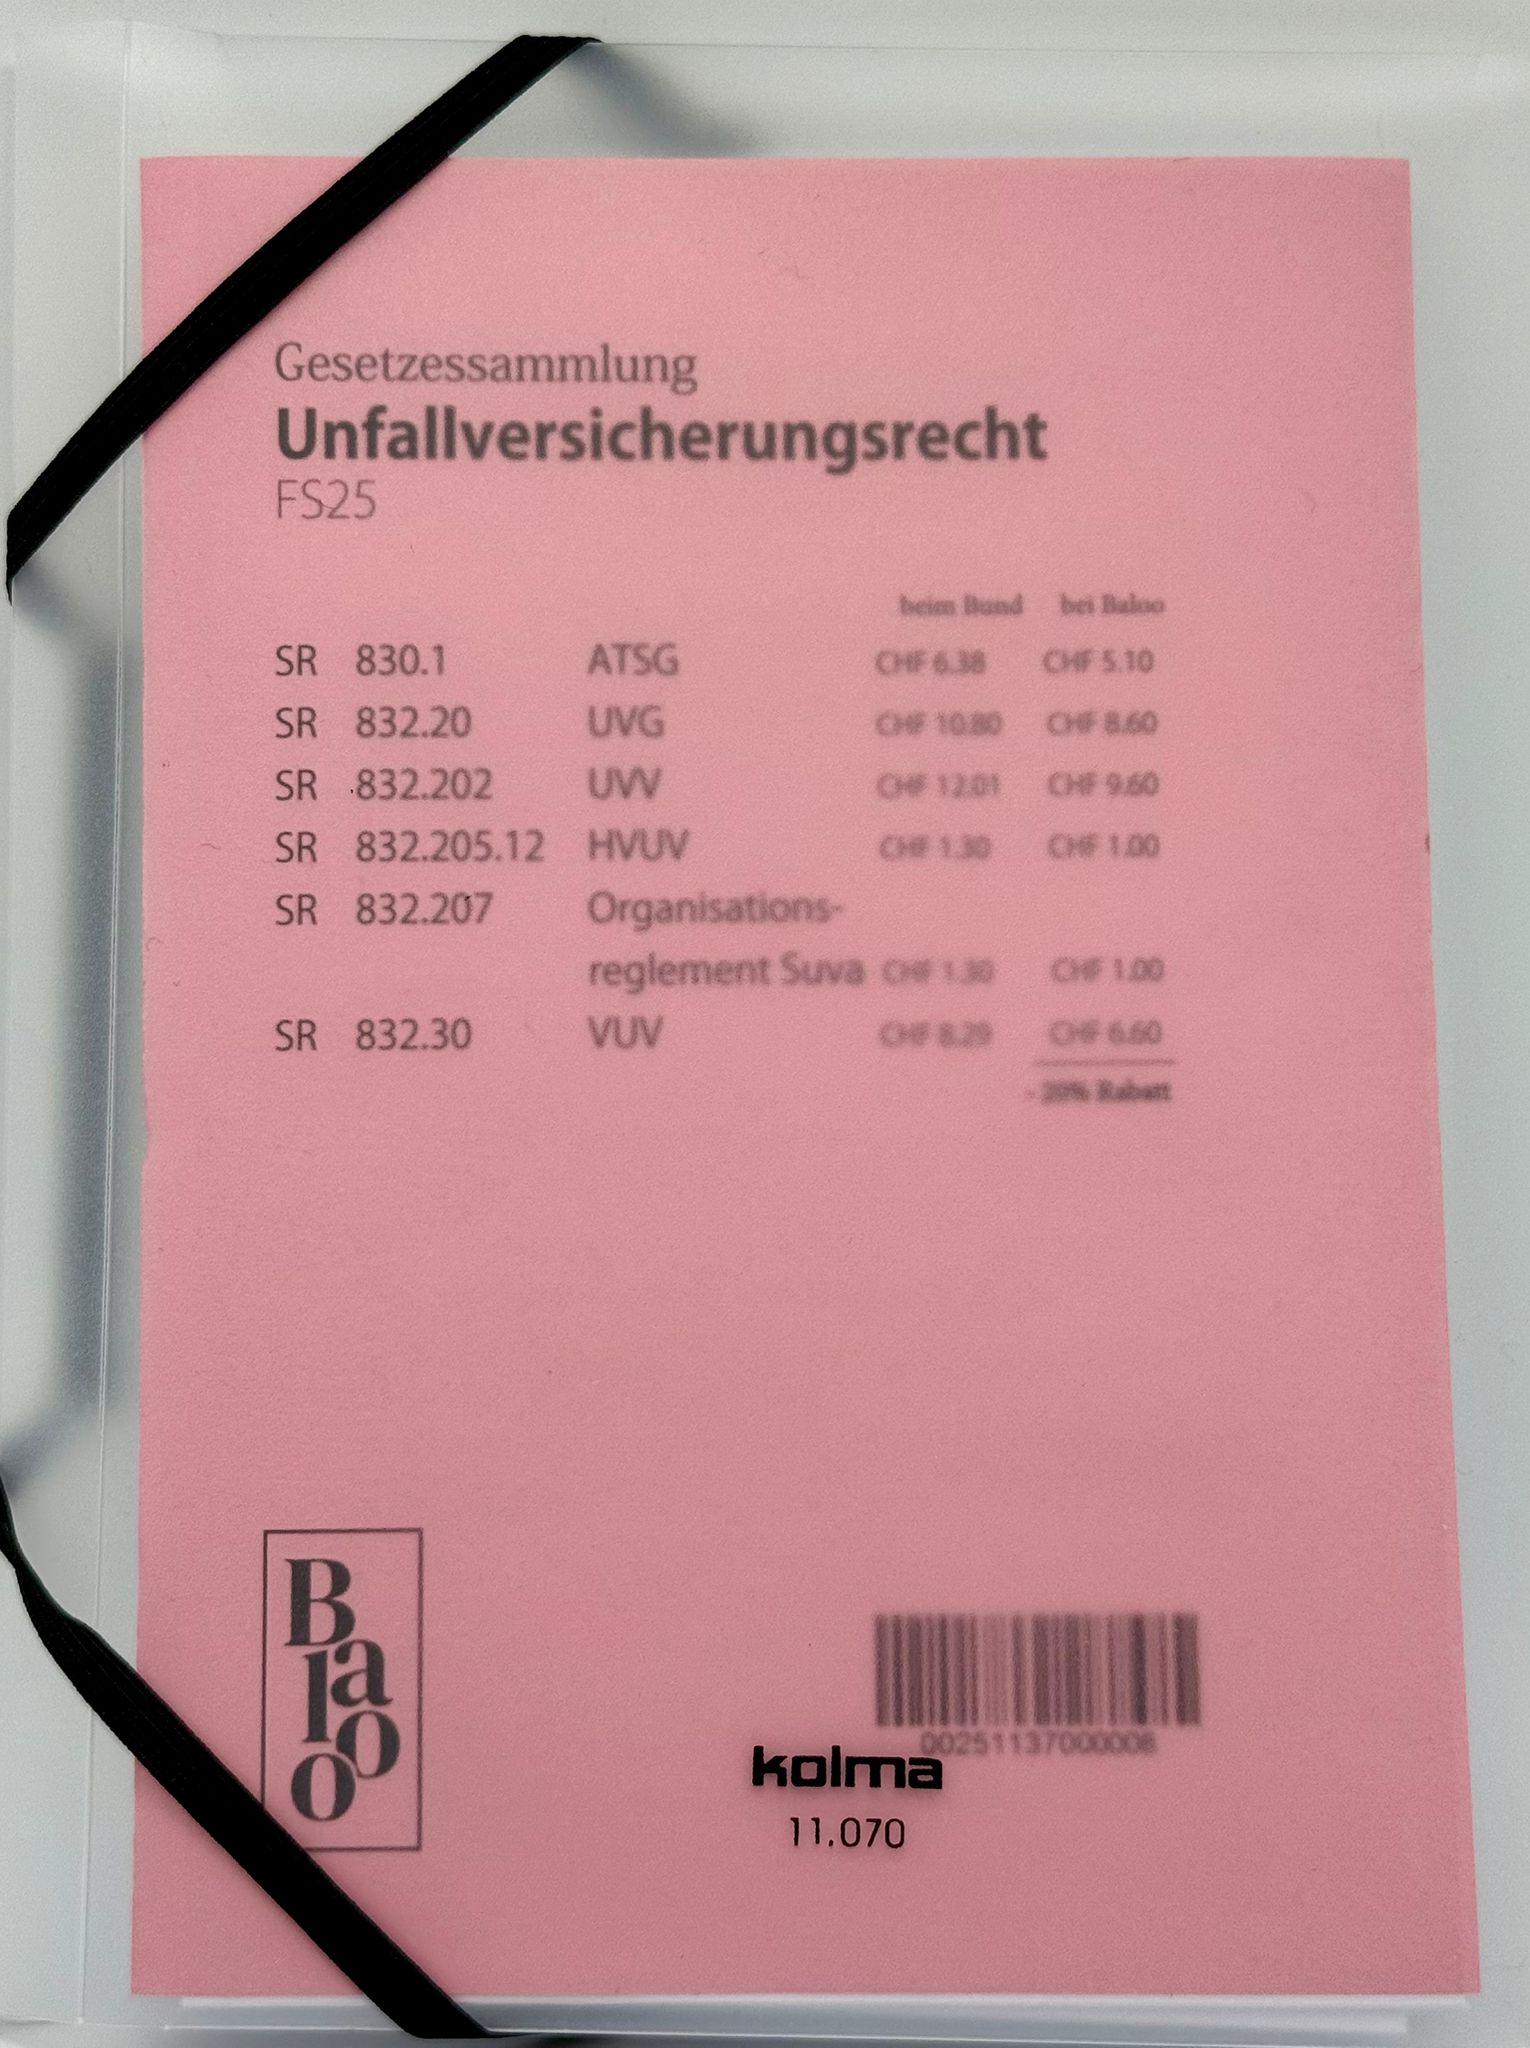 Gesetzessammlung
Unfallversicherungsrecht
FS25
beim Bund bei Baloo
SR 830.1 ATSG CHF 6.38 CHF 5.10
SR 832.20 UVG CHF 10.80 CHF 8.60
SR 832.202 UVV CHF 12.01 CHF 9.60
SR 832.205.12 HVUV CHF 1.30 CHF 1.00
SR 832.207 Organisations-
reglement Suva CHF 1.30 CHF 1.00
SR 832.30 VUV CHF 8.29 CHF 6.60
- 20% Rabatt
Baloo
002511370000006
kolma
11.070